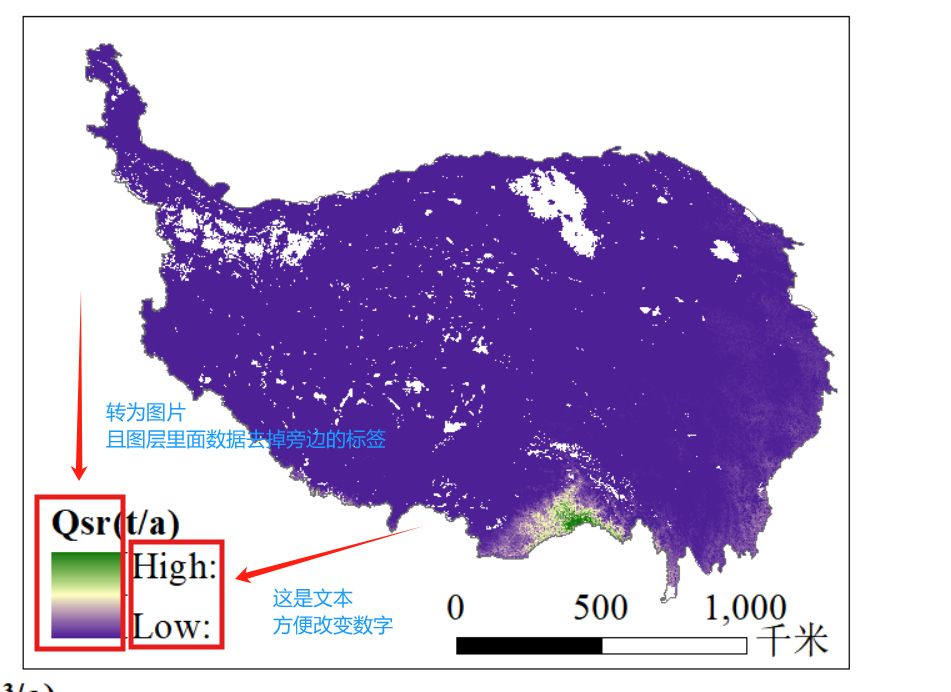 转为图片
且图层里面数据去掉旁边的标签
Qsr(t/a)
High:
Low:
这是文本
方便改变数字
0 500 1,000
千米
³/a)